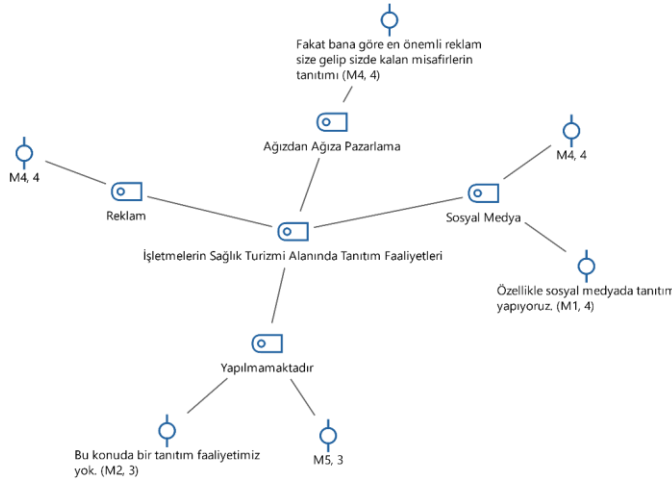 Fakat bana göre en önemli reklam
size gelip sizde kalan misafirlerin
tanıtımı (M4, 4)
Ağızdan Ağıza Pazarlama
M4, 4
M4, 4
Reklam
Sosyal Medya
İşletmelerin Sağlık Turizmi Alanında Tanıtım Faaliyetleri
Özellikle sosyal medyada tanıtım
yapıyoruz. (M1, 4)
Yapılmamaktadır
Bu konuda bir tanıtım faaliyetimiz
yok. (M2, 3)
M5, 3